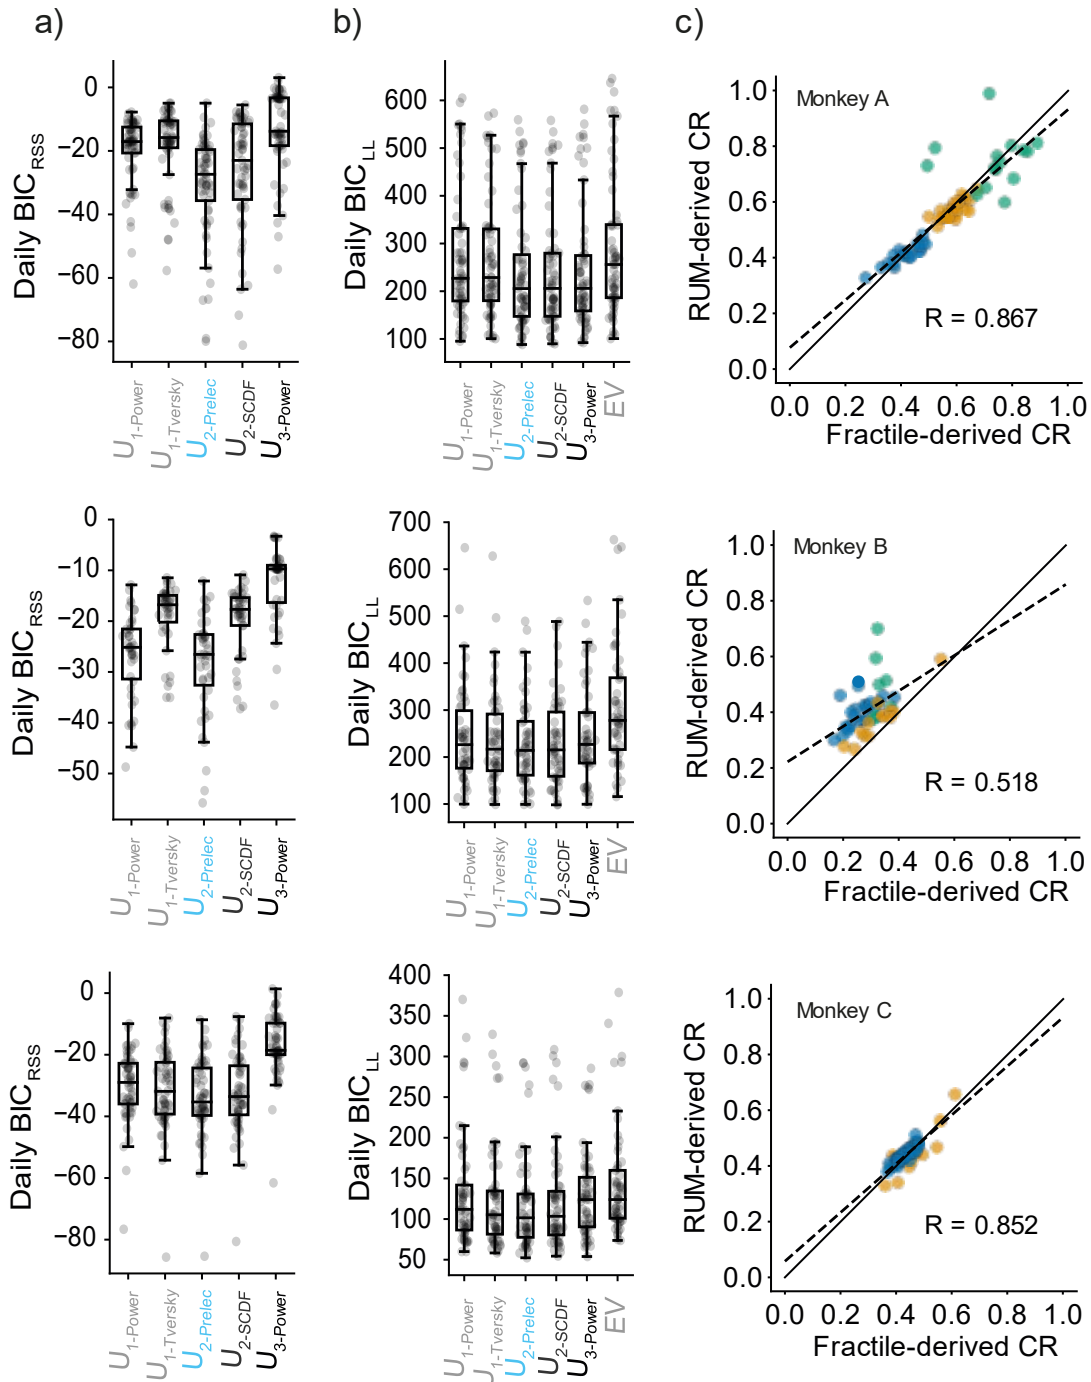 a)
b)
c)
Daily BIC_RSS
0
−20
−40
−60
−80
U_1-Power
U_1-Tversky
U_2-Prelec
U_2-SCDF
U_3-Power
Daily BIC_LL
600
500
400
300
200
100
U_1-Power
U_1-Tversky
U_2-Prelec
U_2-SCDF
U_3-Power
EV
Monkey A
RUM-derived CR
1.0
0.8
0.6
0.4
0.2
0.0
R = 0.867
0.0 0.2 0.4 0.6 0.8 1.0
Fractile-derived CR
Daily BIC_RSS
0
−10
−20
−30
−40
−50
U_1-Power
U_1-Tversky
U_2-Prelec
U_2-SCDF
U_3-Power
Daily BIC_LL
700
600
500
400
300
200
100
U_1-Power
U_1-Tversky
U_2-Prelec
U_2-SCDF
U_3-Power
EV
Monkey B
RUM-derived CR
1.0
0.8
0.6
0.4
0.2
0.0
R = 0.518
0.0 0.2 0.4 0.6 0.8 1.0
Fractile-derived CR
Daily BIC_RSS
0
−20
−40
−60
−80
U_1-Power
U_1-Tversky
U_2-Prelec
U_2-SCDF
U_3-Power
Daily BIC_LL
400
350
300
250
200
150
100
50
U_1-Power
U_1-Tversky
U_2-Prelec
U_2-SCDF
U_3-Power
EV
Monkey C
RUM-derived CR
1.0
0.8
0.6
0.4
0.2
0.0
R = 0.852
0.0 0.2 0.4 0.6 0.8 1.0
Fractile-derived CR